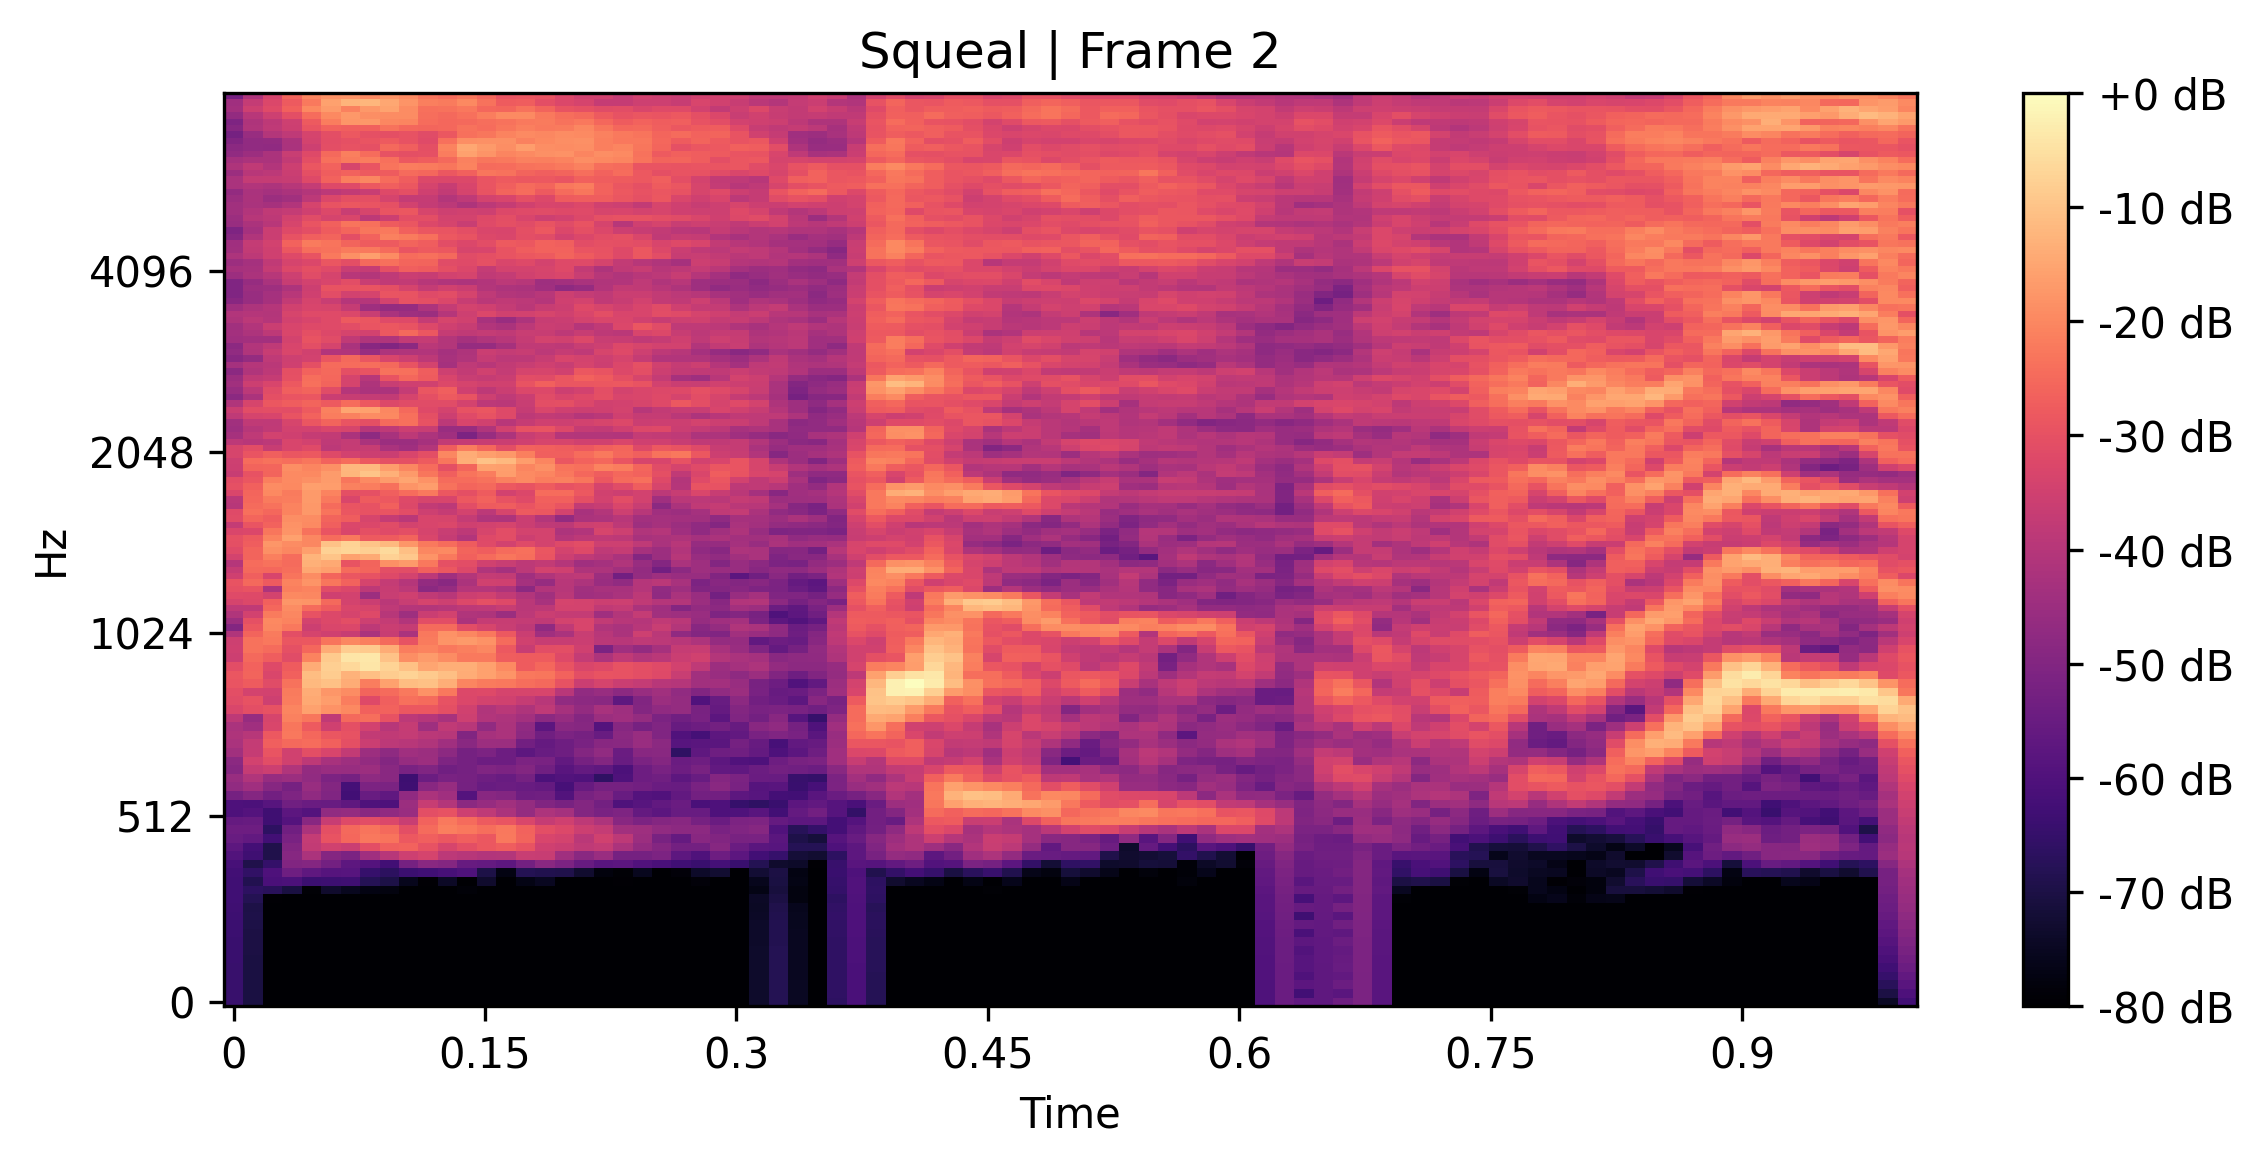 Squeal | Frame 2
+0 dB
-10 dB
-20 dB
-30 dB
-40 dB
-50 dB
-60 dB
-70 dB
-80 dB
Hz
4096
2048
1024
512
0
0 0.15 0.3 0.45 0.6 0.75 0.9
Time